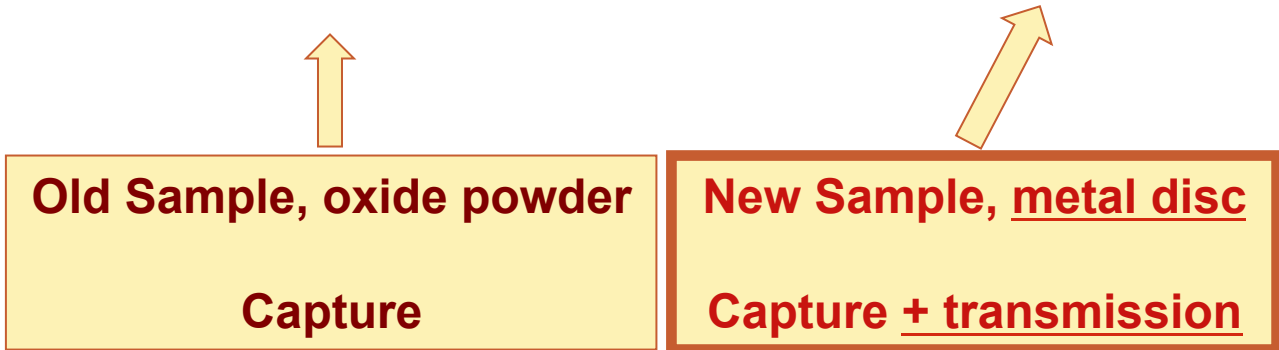 Old Sample, oxide powder
Capture
New Sample, metal disc
Capture + transmission